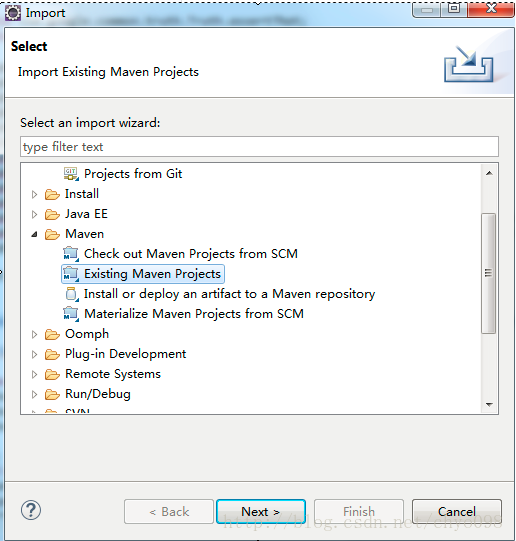 Import
Select
Import Existing Maven Projects
Select an import wizard:
type filter text
GIT
Projects from Git
Install
Java EE
Maven
Check out Maven Projects from SCM
Existing Maven Projects
Install or deploy an artifact to a Maven repository
Materialize Maven Projects from SCM
Oomph
Plug-in Development
Remote Systems
Run/Debug
SVN
< Back
Next >
Finish
Cancel